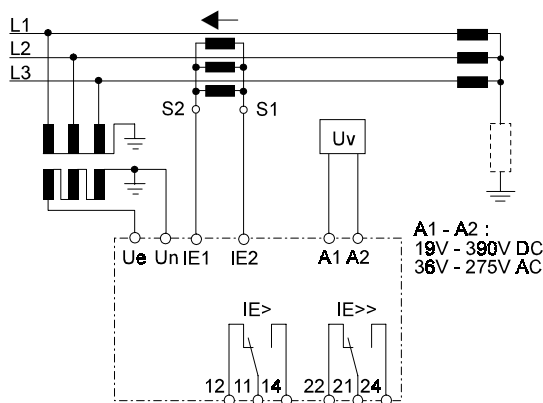 L1
L2
L3
S2 S1
Uv
A1 - A2 :
19V - 390V DC
36V - 275V AC
Ue Un IE1 IE2 A1 A2
IE> IE>>
12 11 14 22 21 24